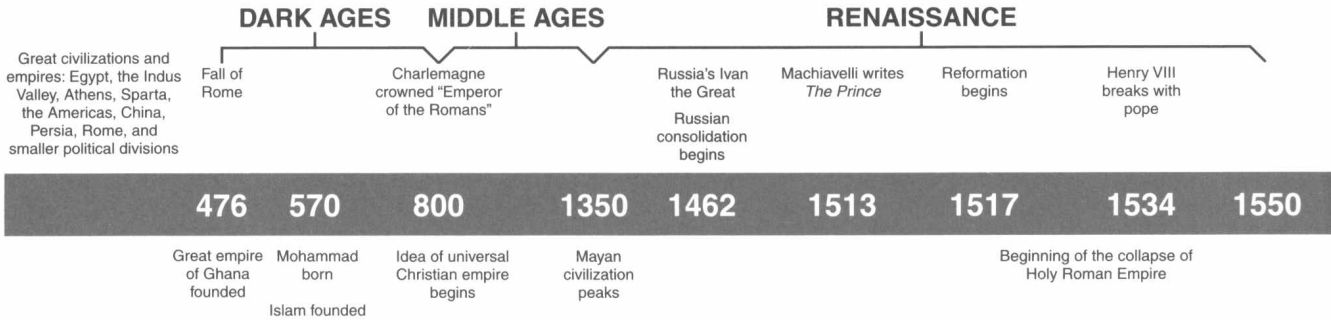 DARK AGES
MIDDLE AGES
RENAISSANCE
Great civilizations and
empires: Egypt, the Indus
Valley, Athens, Sparta,
the Americas, China,
Persia, Rome, and
smaller political divisions
Fall of
Rome
Charlemagne
crowned “Emperor
of the Romans”
Russia’s Ivan
the Great
Russian
consolidation
begins
Machiavelli writes
The Prince
Reformation
begins
Henry VIII
breaks with
pope
476 570 800 1350 1462 1513 1517 1534 1550
Great empire
of Ghana
founded
Mohammad
born
Islam founded
Idea of universal
Christian empire
begins
Mayan
civilization
peaks
Beginning of the collapse of
Holy Roman Empire